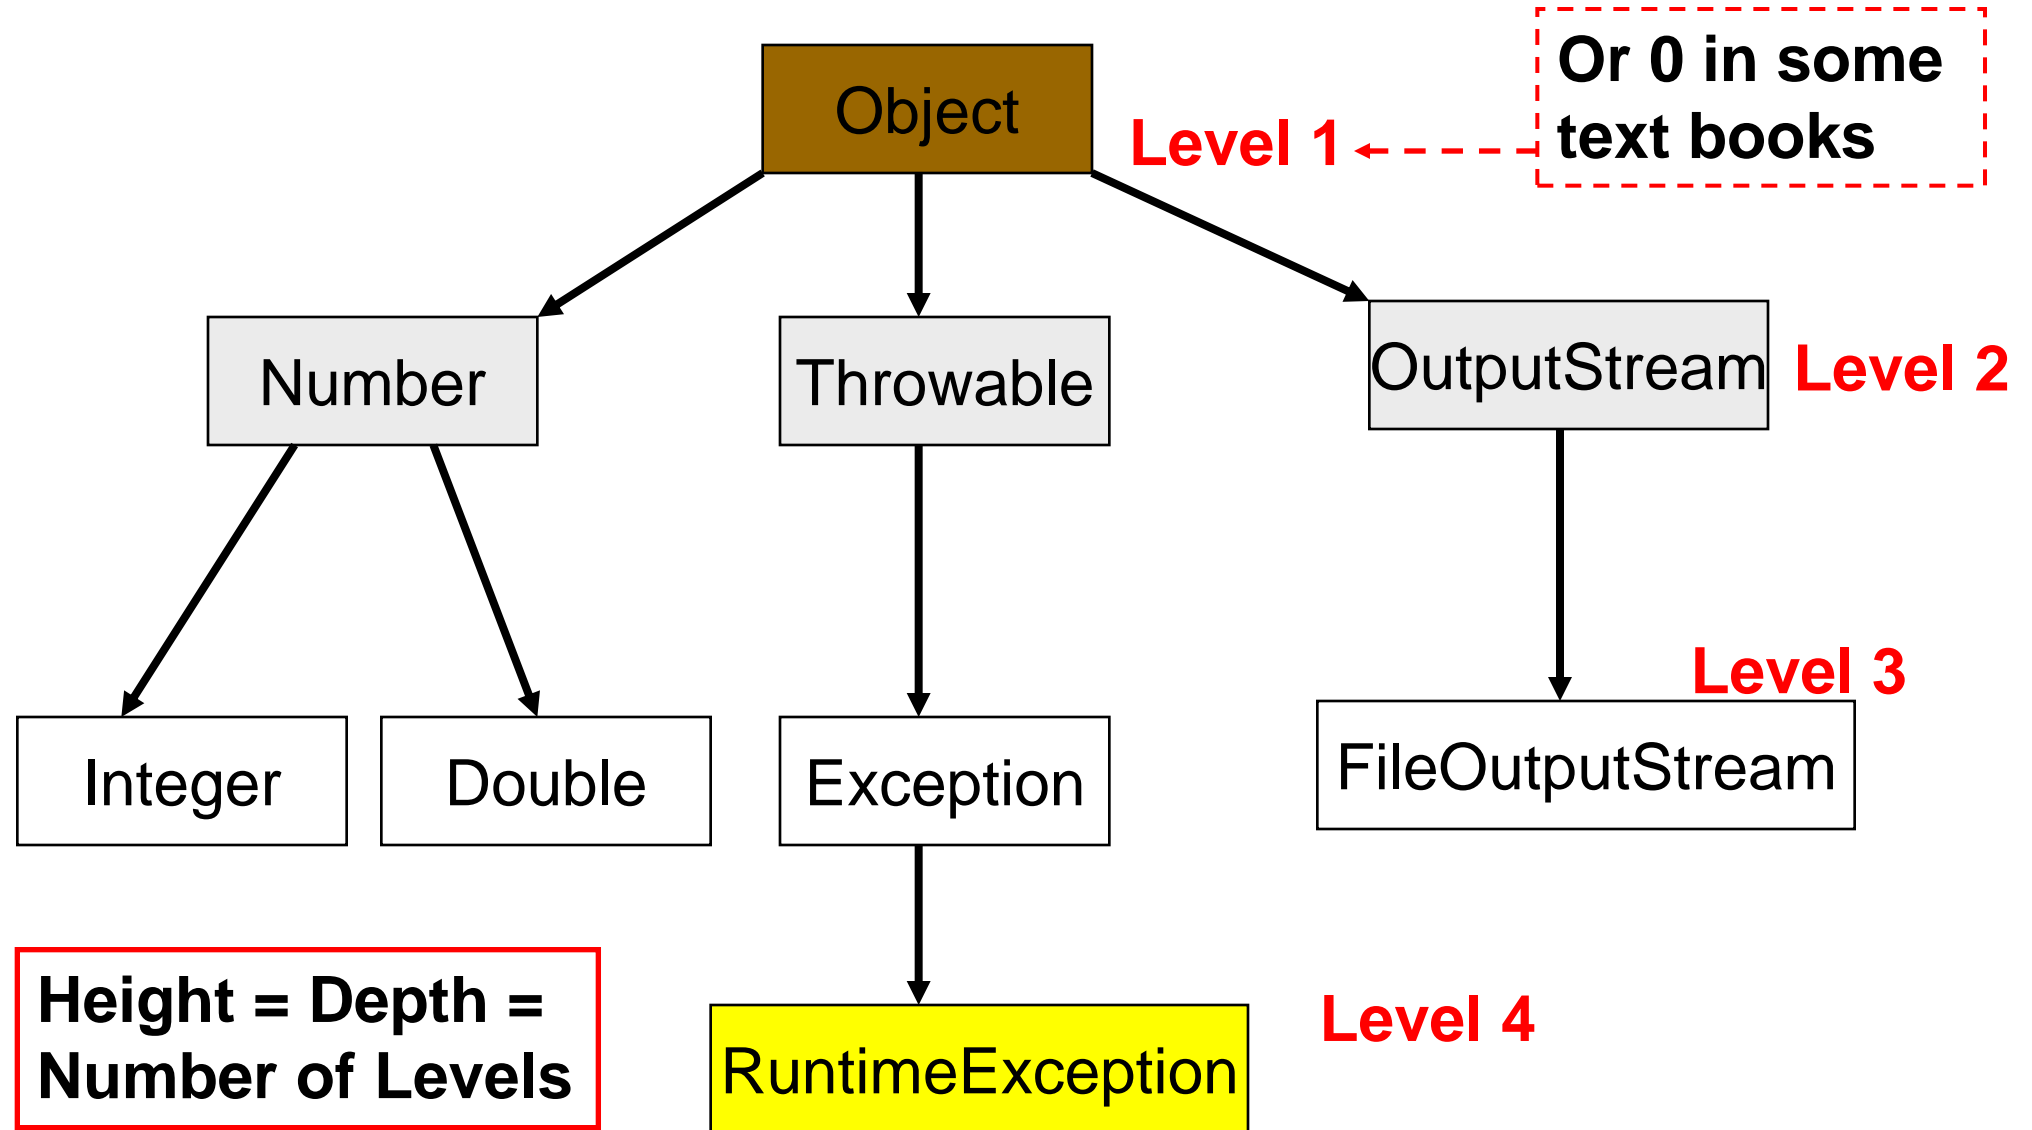 Or 0 in some
text books
Object
Level 1
Number
Throwable
OutputStream
Level 2
Level 3
Integer
Double
Exception
FileOutputStream
Height = Depth =
Number of Levels
Level 4
RuntimeException